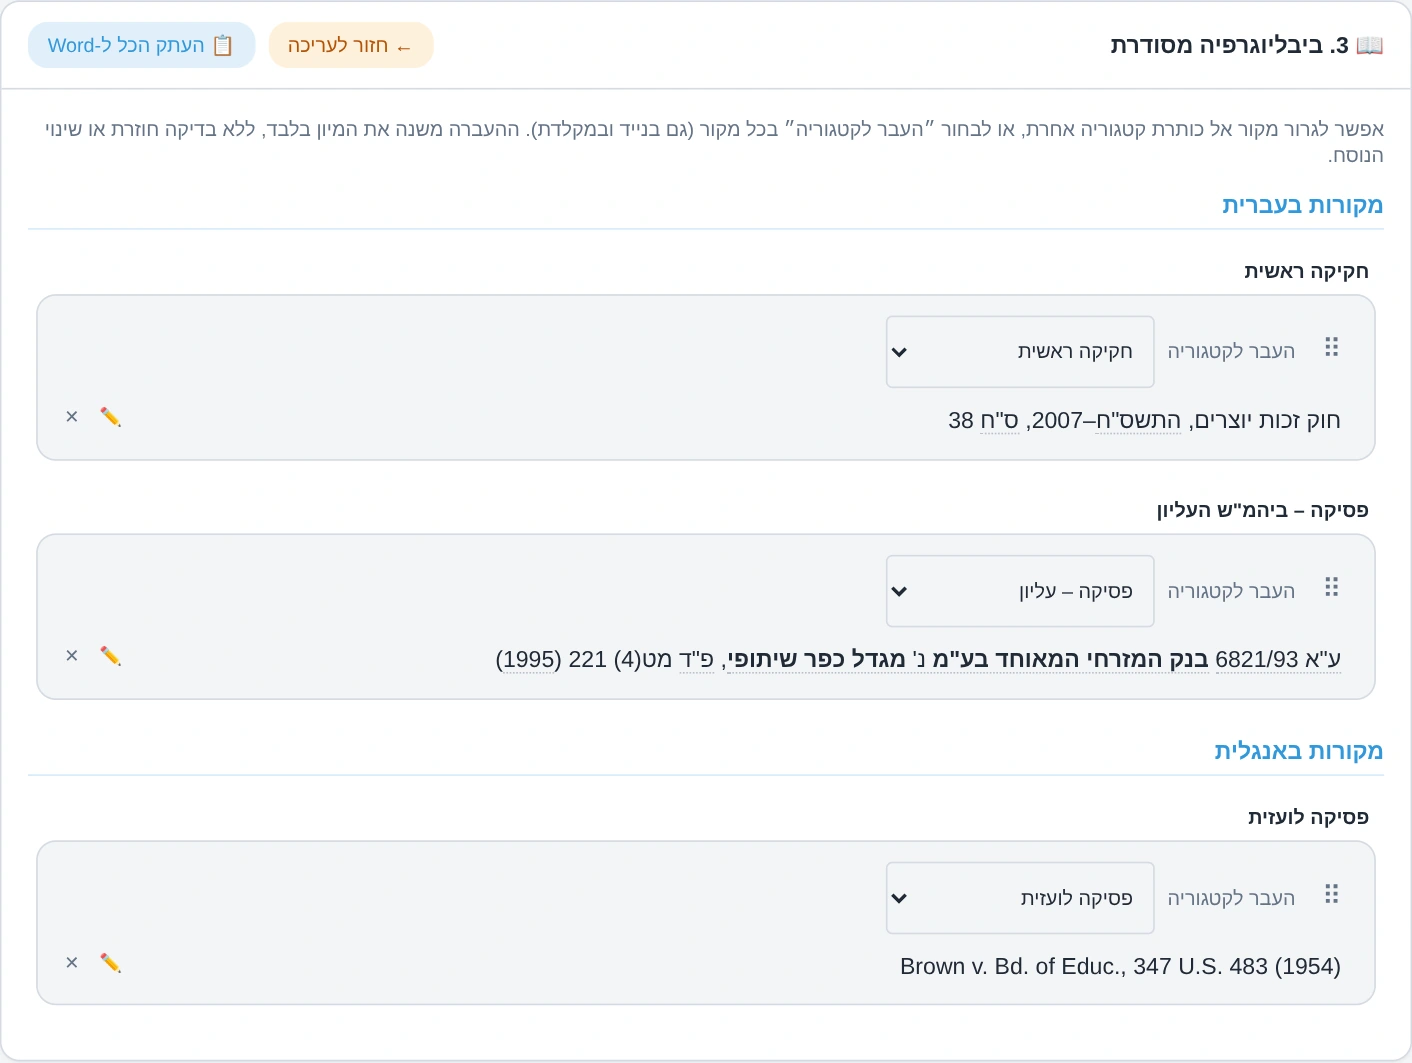 📖 3. ביבליוגרפיה מסודרת
← חזור לעריכה
📋 העתק הכל ל-Word
אפשר לגרור מקור אל כותרת קטגוריה אחרת, או לבחור ״העבר לקטגוריה״ בכל מקור (גם בנייד ובמקלדת). ההעברה משנה את המיון בלבד, ללא בדיקה חוזרת או שינוי
הנוסח.
מקורות בעברית
חקיקה ראשית
העבר לקטגוריה
חקיקה ראשית
חוק זכות יוצרים, התשס"ח–2007, ס"ח 38
פסיקה – ביהמ"ש העליון
העבר לקטגוריה
פסיקה – עליון
ע"א 6821/93 בנק המזרחי המאוחד בע"מ נ' מגדל כפר שיתופי, פ"ד מט(4) 221 (1995)
מקורות באנגלית
פסיקה לועזית
העבר לקטגוריה
פסיקה לועזית
Brown v. Bd. of Educ., 347 U.S. 483 (1954)